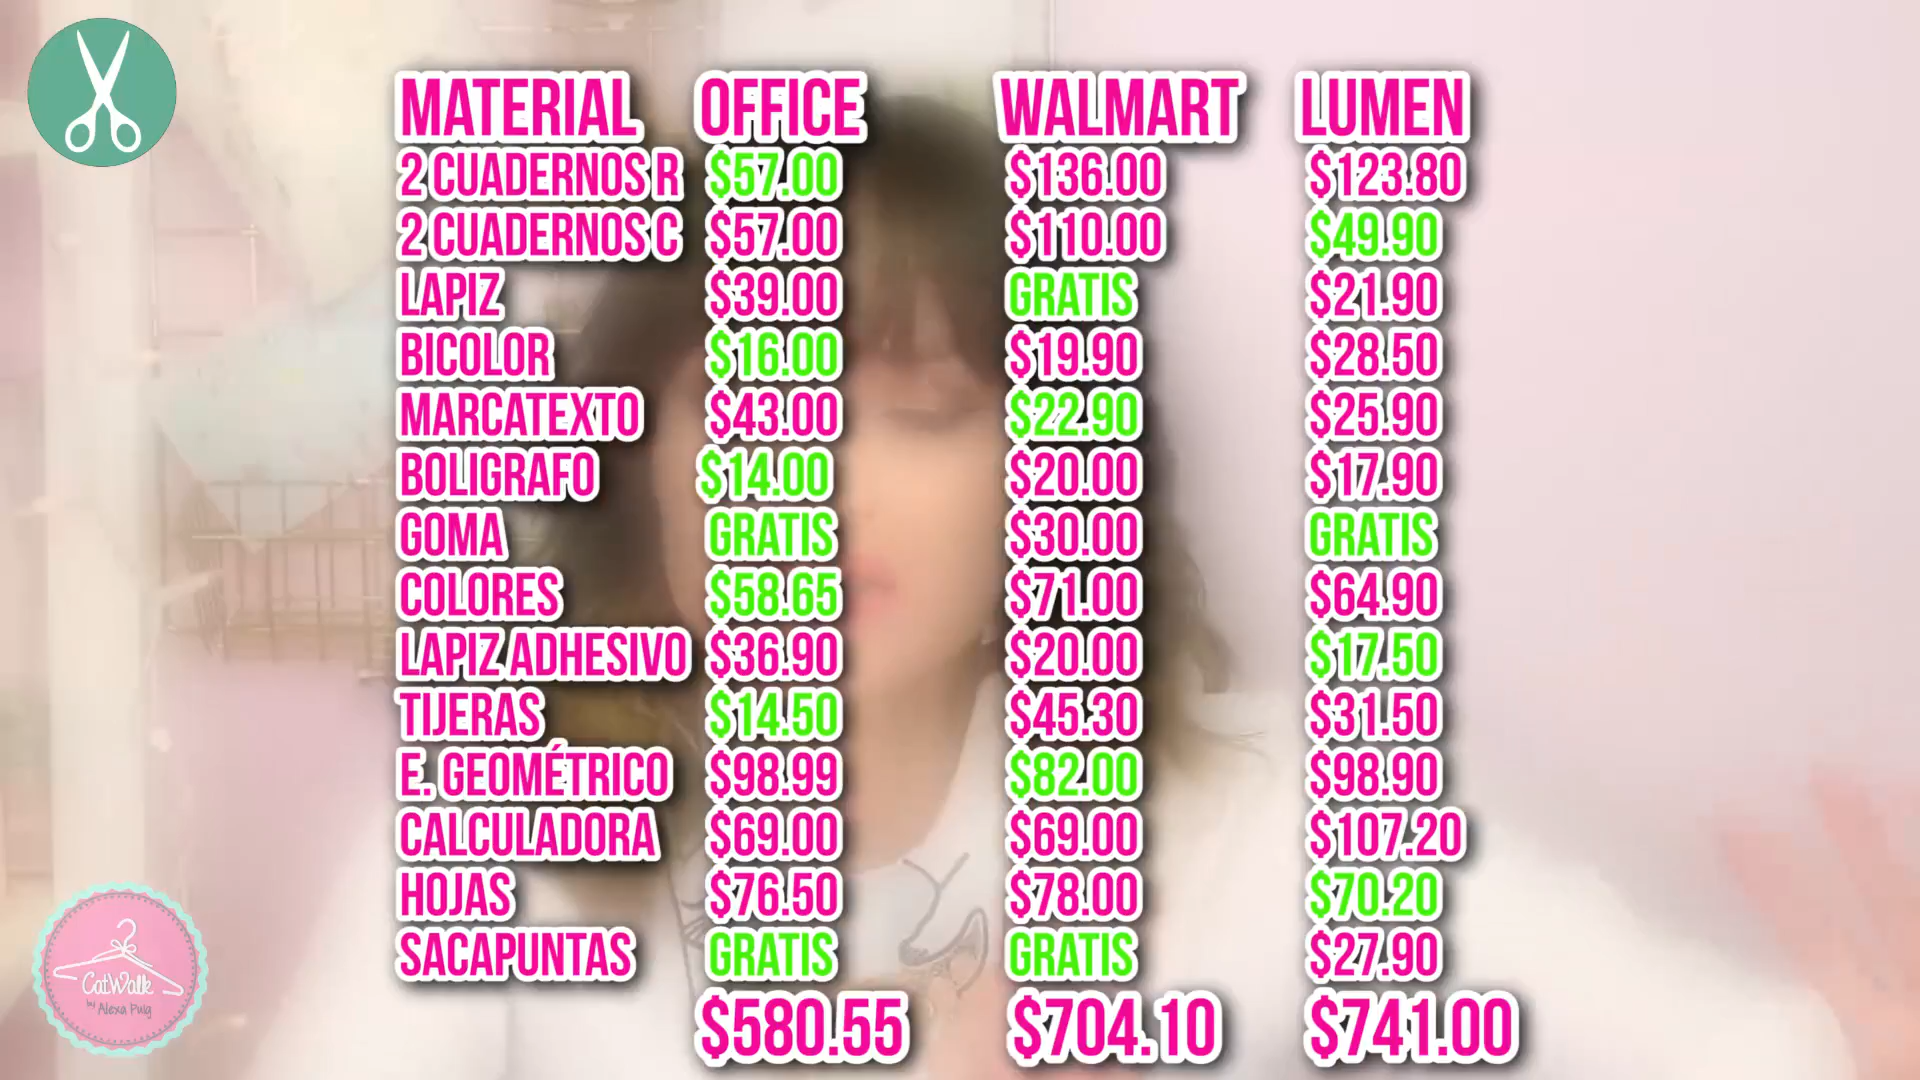 MATERIAL OFFICE WALMART LUMEN
2 CUADERNOS R $57.00 $136.00 $123.80
2 CUADERNOS C $57.00 $110.00 $49.90
LAPIZ $39.00 GRATIS $21.90
BICOLOR $16.00 $19.90 $28.50
MARCATEXTO $43.00 $22.90 $25.90
BOLIGRAFO $14.00 $20.00 $17.90
GOMA GRATIS $30.00 GRATIS
COLORES $58.65 $71.00 $64.90
LAPIZ ADHESIVO $36.90 $20.00 $17.50
TIJERAS $14.50 $45.30 $31.50
E. GEOMÉTRICO $98.99 $82.00 $98.90
CALCULADORA $69.00 $69.00 $107.20
HOJAS $76.50 $78.00 $70.20
SACAPUNTAS GRATIS GRATIS $27.90
$580.55 $704.10 $741.00
CatWalk
by Alexa Puig